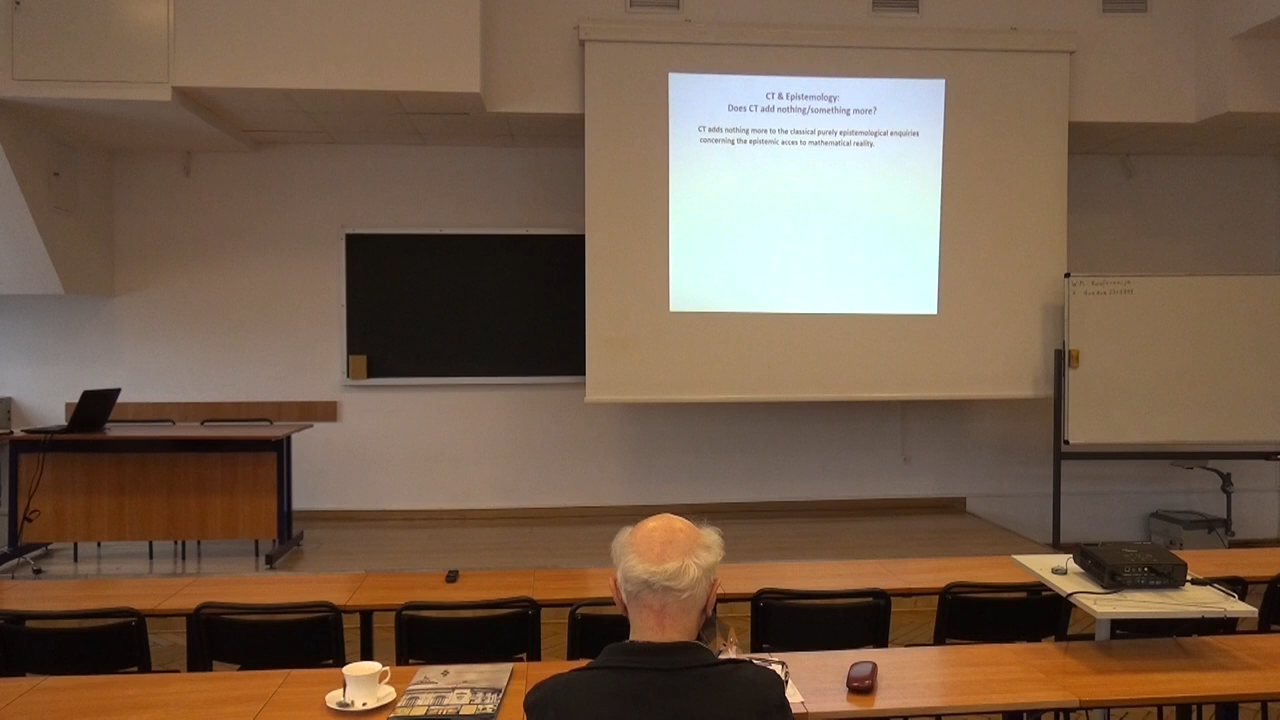 CT & Epistemology:
Does CT add nothing/something more?
CT adds nothing more to the classical purely epistemological enquiries
concerning the epistemic acces to mathematical reality.